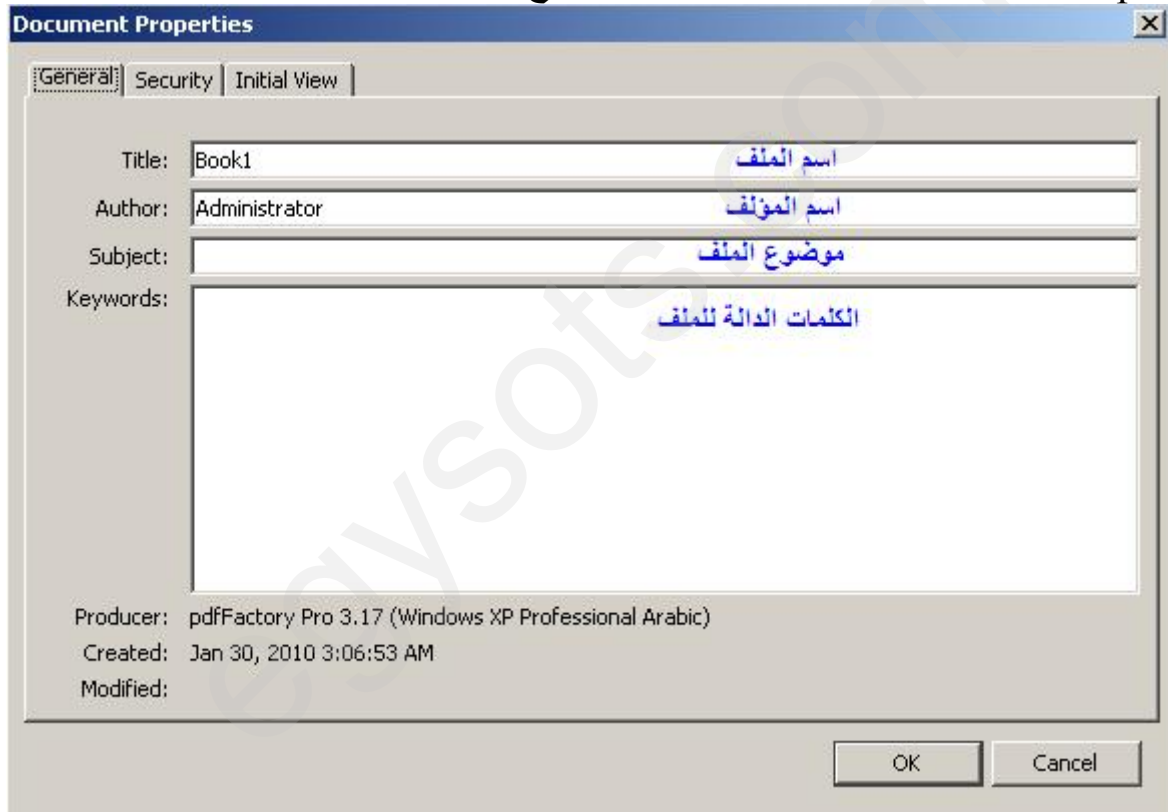 Document Properties
General Security Initial View
Title: Book1 اسم الملف
Author: Administrator اسم المؤلف
Subject: موضوع الملف
Keywords: الكلمات الدالة للملف
Producer: pdfFactory Pro 3.17 (Windows XP Professional Arabic)
Created: Jan 30, 2010 3:06:53 AM
Modified:
OK Cancel
egysots.com